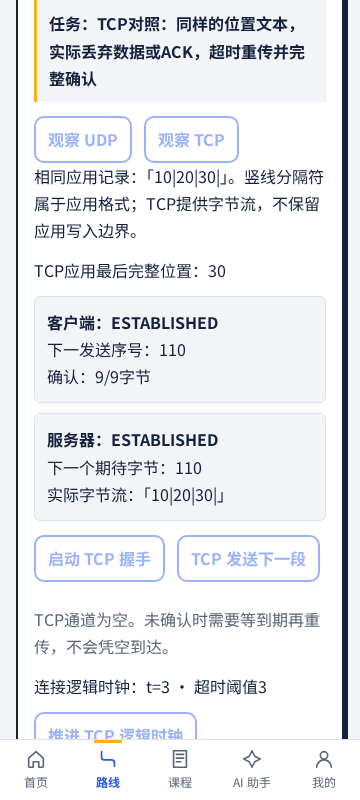 任务：TCP对照：同样的位置文本，
实际丢弃数据或ACK，超时重传并完
整确认
观察 UDP
观察 TCP
相同应用记录：「10|20|30|」。竖线分隔符
属于应用格式；TCP提供字节流，不保留
应用写入边界。
TCP应用最后完整位置：30
客户端：ESTABLISHED
下一发送序号：110
确认：9/9字节
服务器：ESTABLISHED
下一个期待字节：110
实际字节流：「10|20|30|」
启动 TCP 握手
TCP 发送下一段
TCP通道为空。未确认时需要等到期再重
传，不会凭空到达。
连接逻辑时钟：t=3 · 超时阈值3
推进 TCP 逻辑时钟
首页
路线
课程
AI 助手
我的